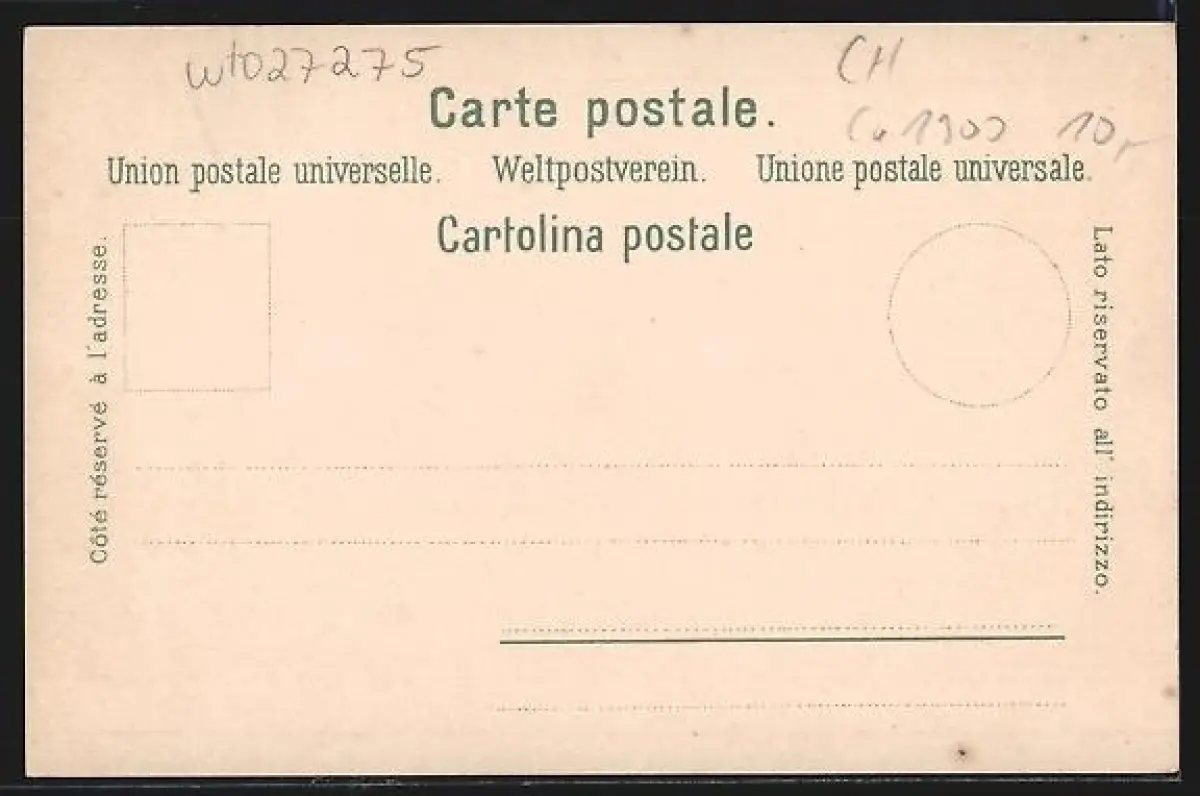 wt027275
CH
Carte postale.
Ca 1900 10,-
Union postale universelle. Weltpostverein. Unione postale universale.
Cartolina postale
Côté réservé à l'adresse.
Lato riservato all' indirizzo.